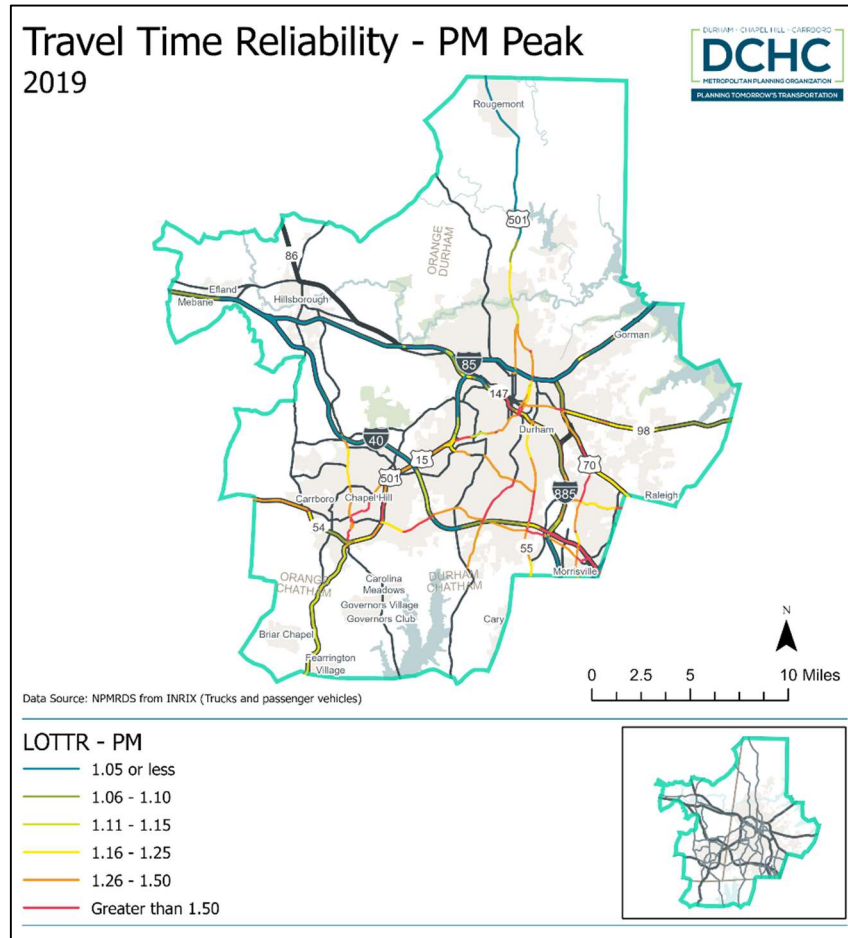 Travel Time Reliability - PM Peak
2019
DURHAM · CHAPEL HILL · CARRBORO
DCHC
METROPOLITAN PLANNING ORGANIZATION
PLANNING TOMORROW'S TRANSPORTATION
Rougemont
501
86
ORANGE
DURHAM
Efland
Mebane
Hillsborough
Gorman
85
147
Durham
98
40
15
70
501
885
Raleigh
Carrboro
Chapel Hill
54
55
Morrisville
ORANGE
CHATHAM
Carolina
Meadows
DURHAM
CHATHAM
Governors Village
Governors Club
Cary
Briar Chapel
Fearrington
Village
N
0 2.5 5 10 Miles
Data Source: NPMRDS from INRIX (Trucks and passenger vehicles)
LOTTR - PM
1.05 or less
1.06 - 1.10
1.11 - 1.15
1.16 - 1.25
1.26 - 1.50
Greater than 1.50